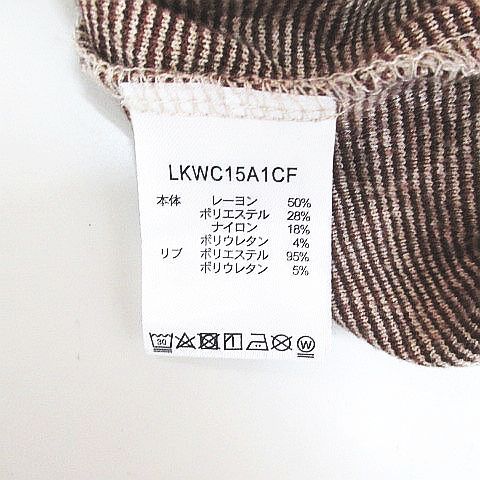 LKWC15A1CF
本体 レーヨン 50%
ポリエステル 28%
ナイロン 18%
ポリウレタン 4%
リブ ポリエステル 95%
ポリウレタン 5%
30
W